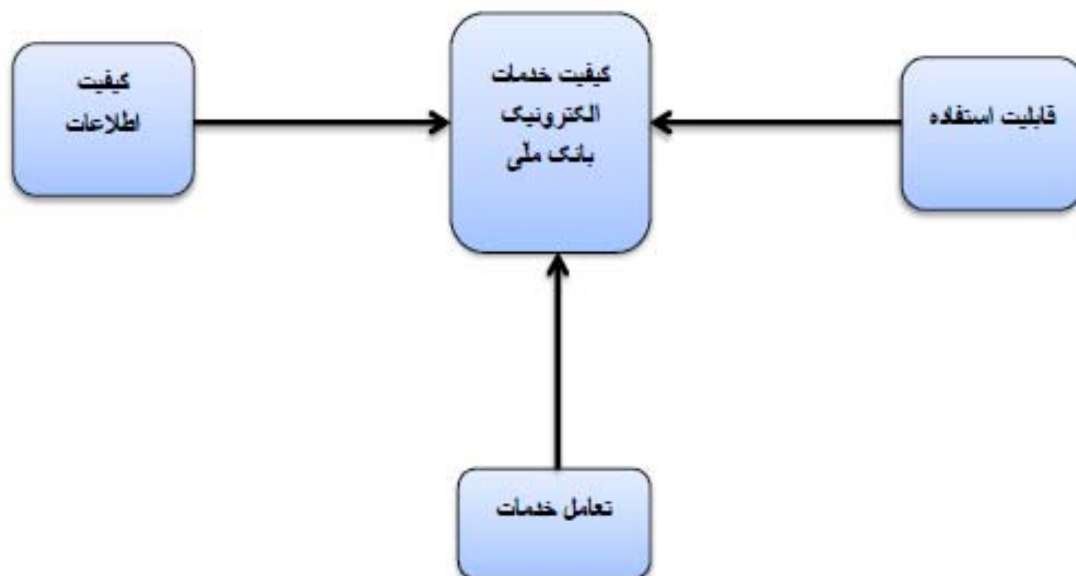 کیفیت خدمات
الکترونیک
بانک ملّی
قابلیت استفاده
کیفیت
اطلاعات
تعامل خدمات